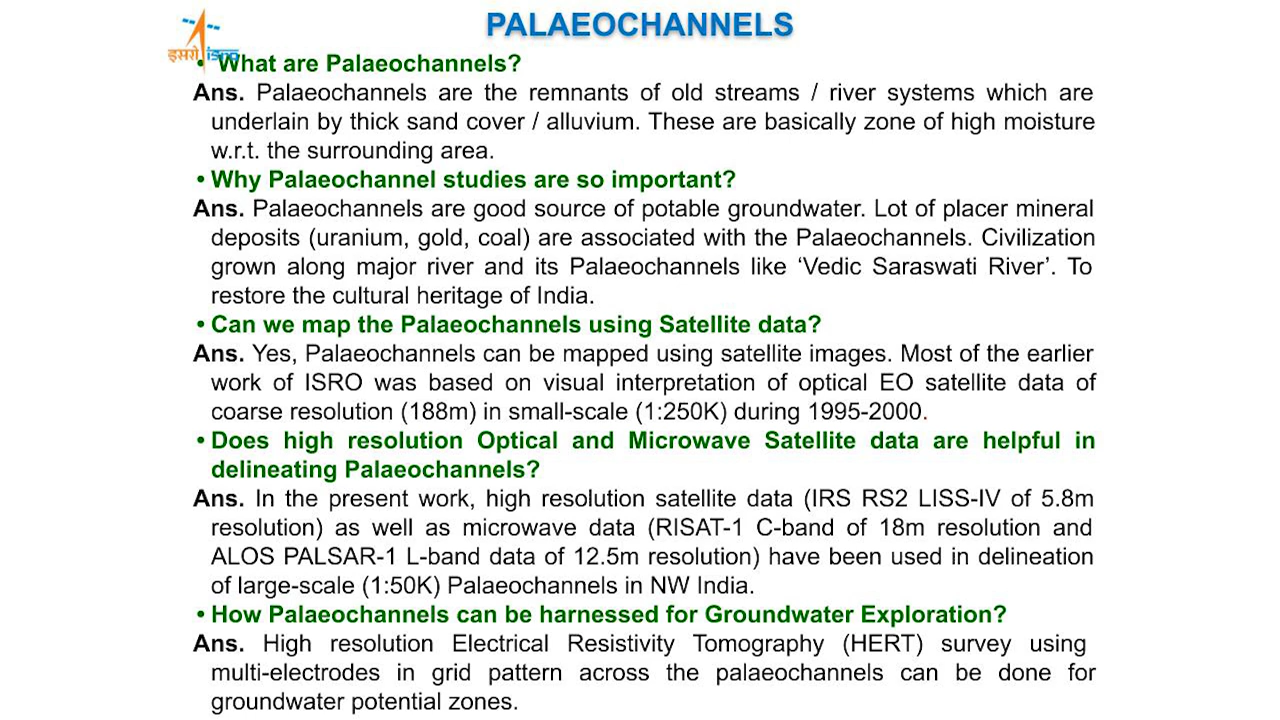 PALAEOCHANNELS
इसरो isro
• What are Palaeochannels?
Ans. Palaeochannels are the remnants of old streams / river systems which are
underlain by thick sand cover / alluvium. These are basically zone of high moisture
w.r.t. the surrounding area.
• Why Palaeochannel studies are so important?
Ans. Palaeochannels are good source of potable groundwater. Lot of placer mineral
deposits (uranium, gold, coal) are associated with the Palaeochannels. Civilization
grown along major river and its Palaeochannels like ‘Vedic Saraswati River’. To
restore the cultural heritage of India.
• Can we map the Palaeochannels using Satellite data?
Ans. Yes, Palaeochannels can be mapped using satellite images. Most of the earlier
work of ISRO was based on visual interpretation of optical EO satellite data of
coarse resolution (188m) in small-scale (1:250K) during 1995-2000.
• Does high resolution Optical and Microwave Satellite data are helpful in
delineating Palaeochannels?
Ans. In the present work, high resolution satellite data (IRS RS2 LISS-IV of 5.8m
resolution) as well as microwave data (RISAT-1 C-band of 18m resolution and
ALOS PALSAR-1 L-band data of 12.5m resolution) have been used in delineation
of large-scale (1:50K) Palaeochannels in NW India.
• How Palaeochannels can be harnessed for Groundwater Exploration?
Ans. High resolution Electrical Resistivity Tomography (HERT) survey using
multi-electrodes in grid pattern across the palaeochannels can be done for
groundwater potential zones.